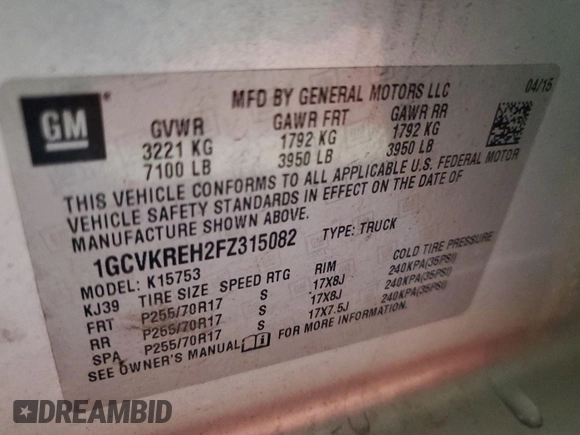 GM ®
MFD BY GENERAL MOTORS LLC 04/15
GVWR GAWR FRT GAWR RR
3221 KG 1792 KG 1792 KG
7100 LB 3950 LB 3950 LB
THIS VEHICLE CONFORMS TO ALL APPLICABLE U.S. FEDERAL MOTOR
VEHICLE SAFETY STANDARDS IN EFFECT ON THE DATE OF
MANUFACTURE SHOWN ABOVE.
1GCVKREH2FZ315082 TYPE: TRUCK
MODEL: K15753
KJ39 TIRE SIZE SPEED RTG RIM COLD TIRE PRESSURE
FRT P255/70R17 S 17X8J 240KPA(35PSI)
RR P255/70R17 S 17X8J 240KPA(35PSI)
SPA P255/70R17 S 17X7.5J 240KPA(35PSI)
SEE OWNER'S MANUAL FOR MORE INFORMATION.
DREAMBID